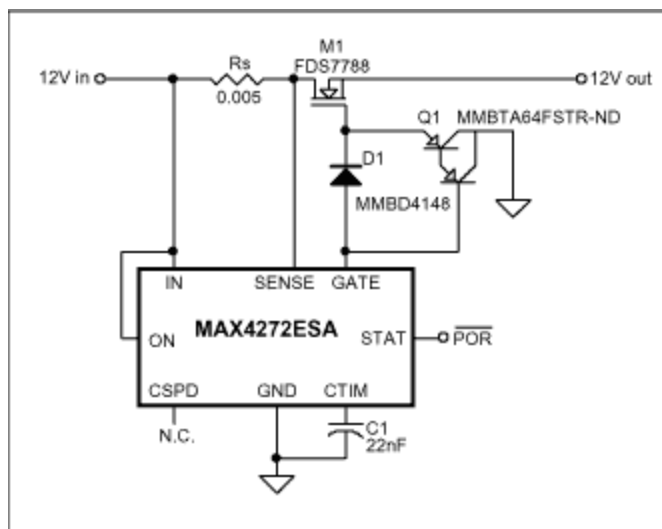 M1
FDS7788
12V in
Rs
0.005
12V out
Q1 MMBTA64FSTR-ND
D1
MMBD4148
IN SENSE GATE
MAX4272ESA
ON
STAT
POR
CSPD GND CTIM
N.C.
C1
22nF